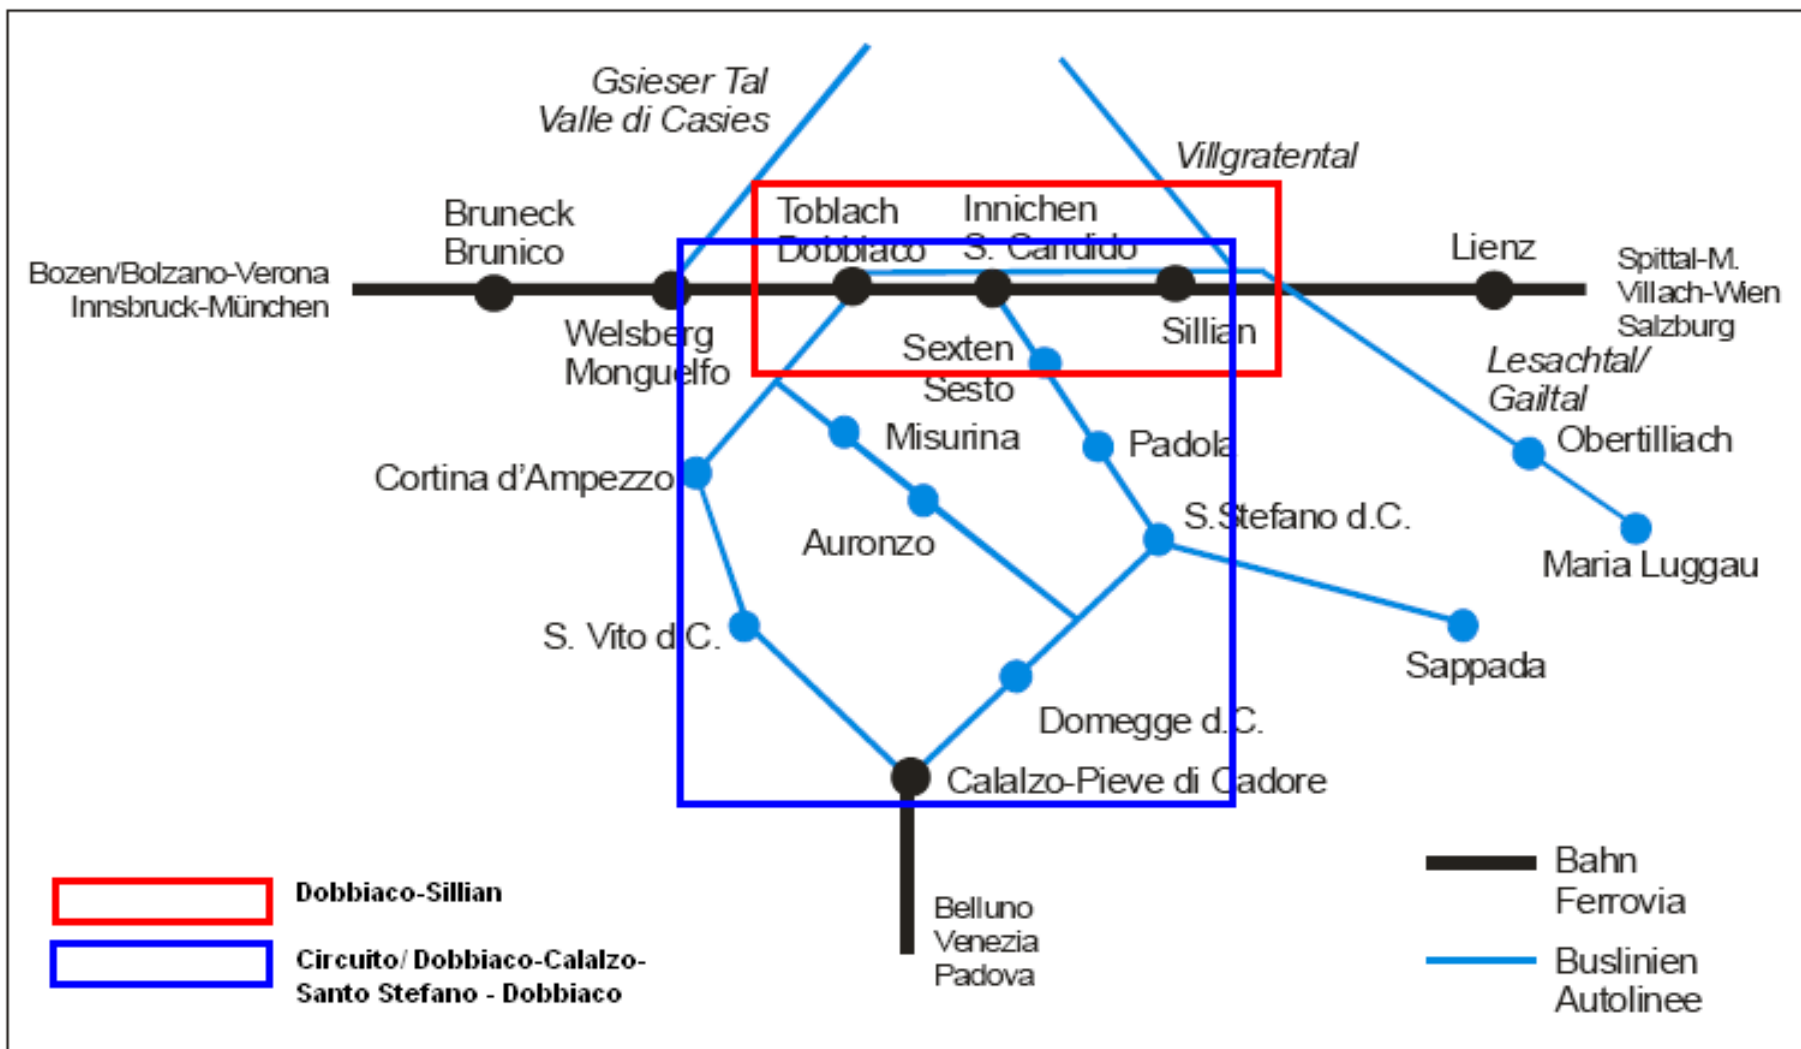 Gsieser Tal
Valle di Casies
Villgratental
Bruneck
Brunico
Toblach
Dobbiaco
Innichen
S. Candido
Lienz
Bozen/Bolzano-Verona
Innsbruck-München
Spittal-M.
Villach-Wien
Salzburg
Welsberg
Monguelfo
Sillian
Sexten
Sesto
Lesachtal/
Gailtal
Misurina
Padola
Obertilliach
Cortina d'Ampezzo
S.Stefano d.C.
Auronzo
Maria Luggau
S. Vito d.C.
Sappada
Domegge d.C.
Calalzo-Pieve di Cadore
Belluno
Venezia
Padova
Dobbiaco-Sillian
Circuito/ Dobbiaco-Calalzo-
Santo Stefano - Dobbiaco
Bahn
Ferrovia
Buslinien
Autolinee